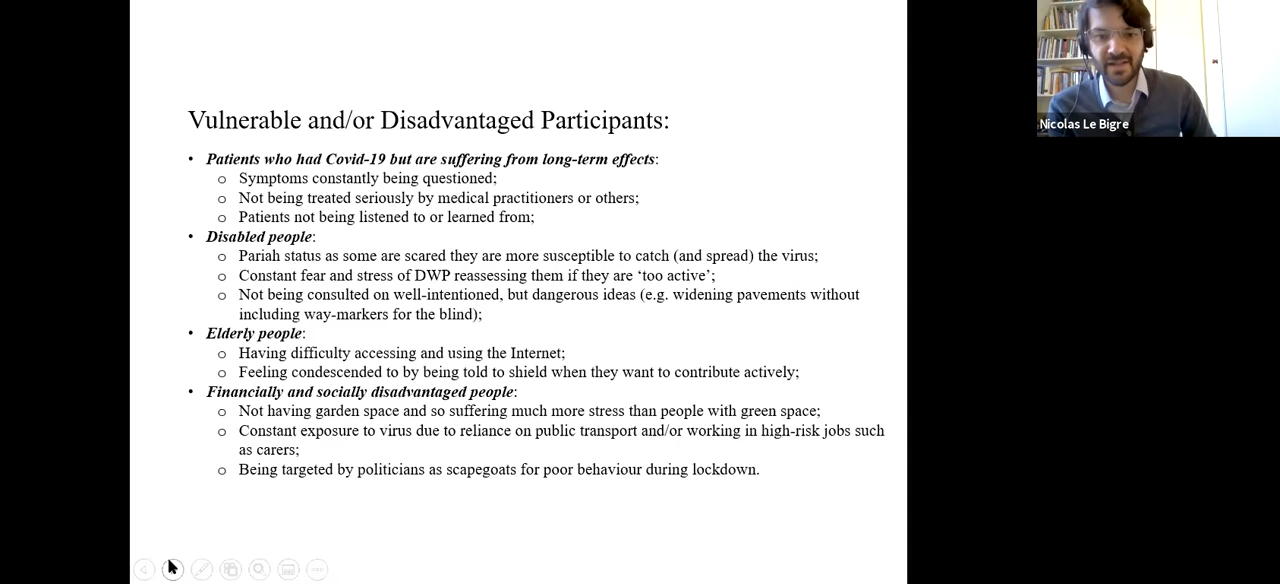 Vulnerable and/or Disadvantaged Participants:
• Patients who had Covid-19 but are suffering from long-term effects:
o Symptoms constantly being questioned;
o Not being treated seriously by medical practitioners or others;
o Patients not being listened to or learned from;
• Disabled people:
o Pariah status as some are scared they are more susceptible to catch (and spread) the virus;
o Constant fear and stress of DWP reassessing them if they are ‘too active’;
o Not being consulted on well-intentioned, but dangerous ideas (e.g. widening pavements without
including way-markers for the blind);
• Elderly people:
o Having difficulty accessing and using the Internet;
o Feeling condescended to by being told to shield when they want to contribute actively;
• Financially and socially disadvantaged people:
o Not having garden space and so suffering much more stress than people with green space;
o Constant exposure to virus due to reliance on public transport and/or working in high-risk jobs such
as carers;
o Being targeted by politicians as scapegoats for poor behaviour during lockdown.
Nicolas Le Bigre